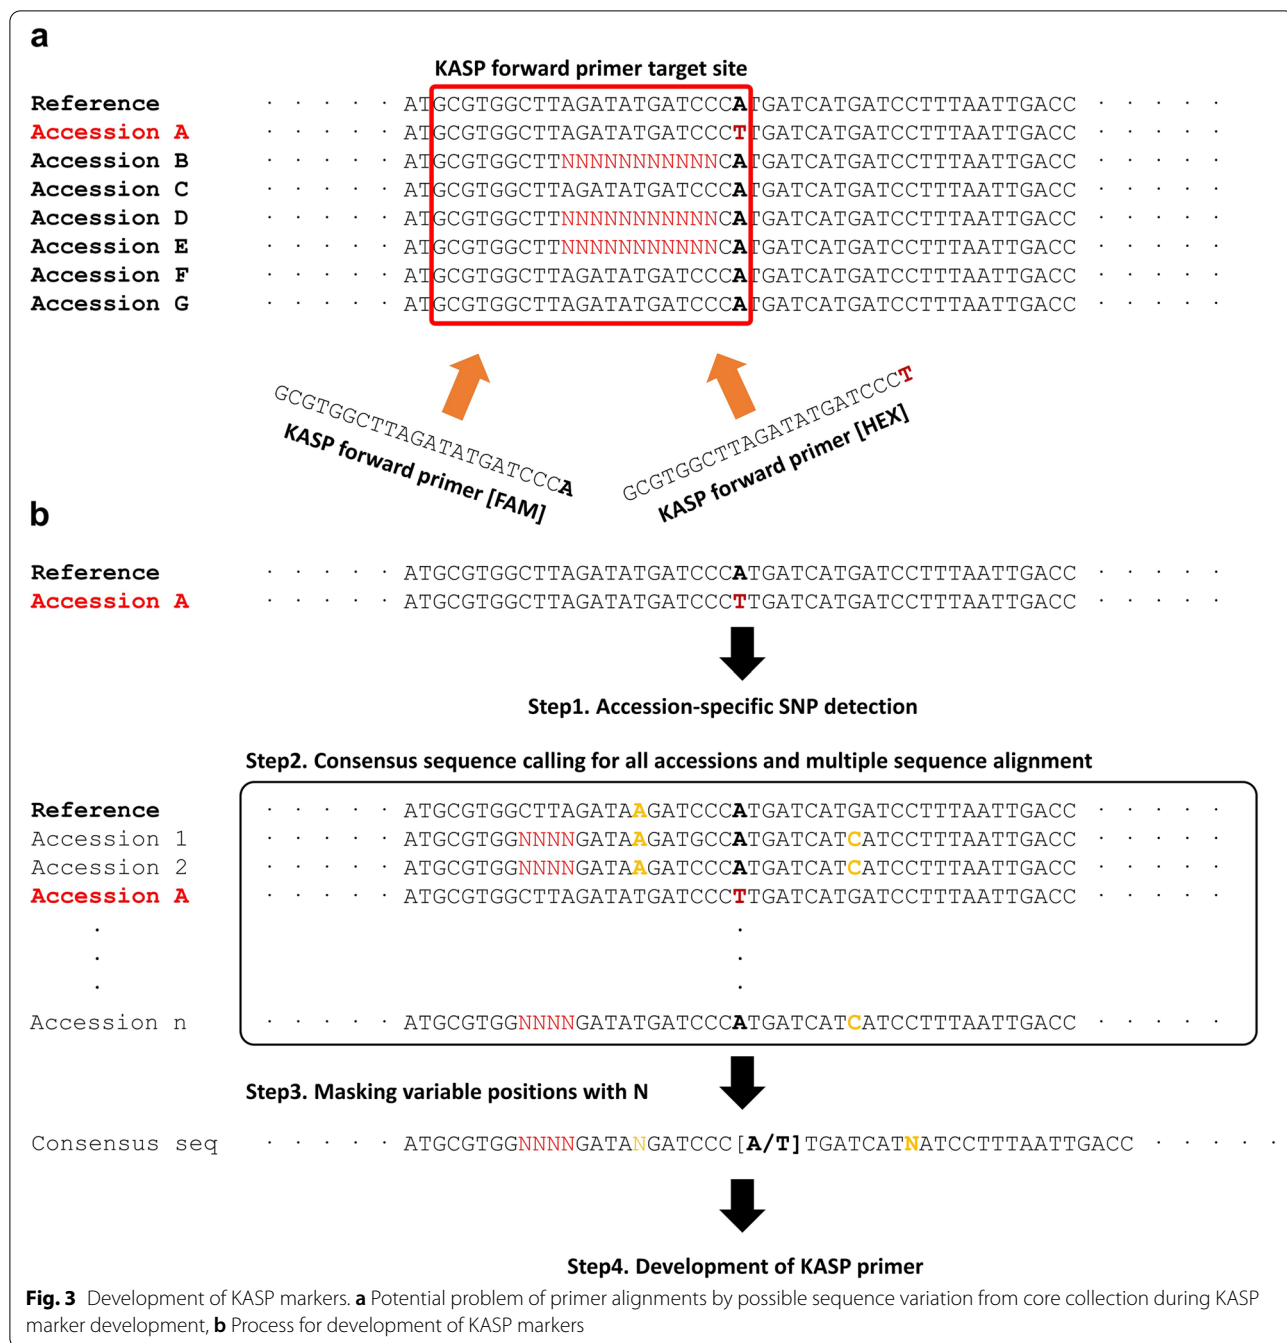 a
KASP forward primer target site
Reference · · · · · ATGCGTGGCTTAGATATGATCCCATGATCATGATCCTTTAATTGACC · · · · ·
Accession A · · · · · ATGCGTGGCTTAGATATGATCCCTTGATCATGATCCTTTAATTGACC · · · · ·
Accession B · · · · · ATGCGTGGCTTNNNNNNNNNNNCATGATCATGATCCTTTAATTGACC · · · · ·
Accession C · · · · · ATGCGTGGCTTAGATATGATCCCATGATCATGATCCTTTAATTGACC · · · · ·
Accession D · · · · · ATGCGTGGCTTNNNNNNNNNNNCATGATCATGATCCTTTAATTGACC · · · · ·
Accession E · · · · · ATGCGTGGCTTNNNNNNNNNNNCATGATCATGATCCTTTAATTGACC · · · · ·
Accession F · · · · · ATGCGTGGCTTAGATATGATCCCATGATCATGATCCTTTAATTGACC · · · · ·
Accession G · · · · · ATGCGTGGCTTAGATATGATCCCATGATCATGATCCTTTAATTGACC · · · · ·
GCGTGGCTTAGATATGATCCCA
KASP forward primer [FAM]
GCGTGGCTTAGATATGATCCCT
KASP forward primer [HEX]
b
Reference · · · · · ATGCGTGGCTTAGATATGATCCCATGATCATGATCCTTTAATTGACC · · · · ·
Accession A · · · · · ATGCGTGGCTTAGATATGATCCCTTGATCATGATCCTTTAATTGACC · · · · ·
Step1. Accession-specific SNP detection
Step2. Consensus sequence calling for all accessions and multiple sequence alignment
Reference · · · · · ATGCGTGGCTTAGATAAGATCCCATGATCATGATCCTTTAATTGACC · · · · ·
Accession 1 · · · · · ATGCGTGGNNNNGATAAGATGCCATGATCATCATCCTTTAATTGACC · · · · ·
Accession 2 · · · · · ATGCGTGGNNNNGATAAGATCCCATGATCATCATCCTTTAATTGACC · · · · ·
Accession A · · · · · ATGCGTGGCTTAGATATGATCCCTTGATCATGATCCTTTAATTGACC · · · · ·
· ·
· ·
· ·
Accession n · · · · · ATGCGTGGNNNNGATATGATCCCATGATCATCATCCTTTAATTGACC · · · · ·
Step3. Masking variable positions with N
Consensus seq · · · · · ATGCGTGGNNNNGATANGATCCC[A/T]TGATCATNATCCTTTAATTGACC · · · · ·
Step4. Development of KASP primer
Fig. 3 Development of KASP markers. a Potential problem of primer alignments by possible sequence variation from core collection during KASP
marker development, b Process for development of KASP markers